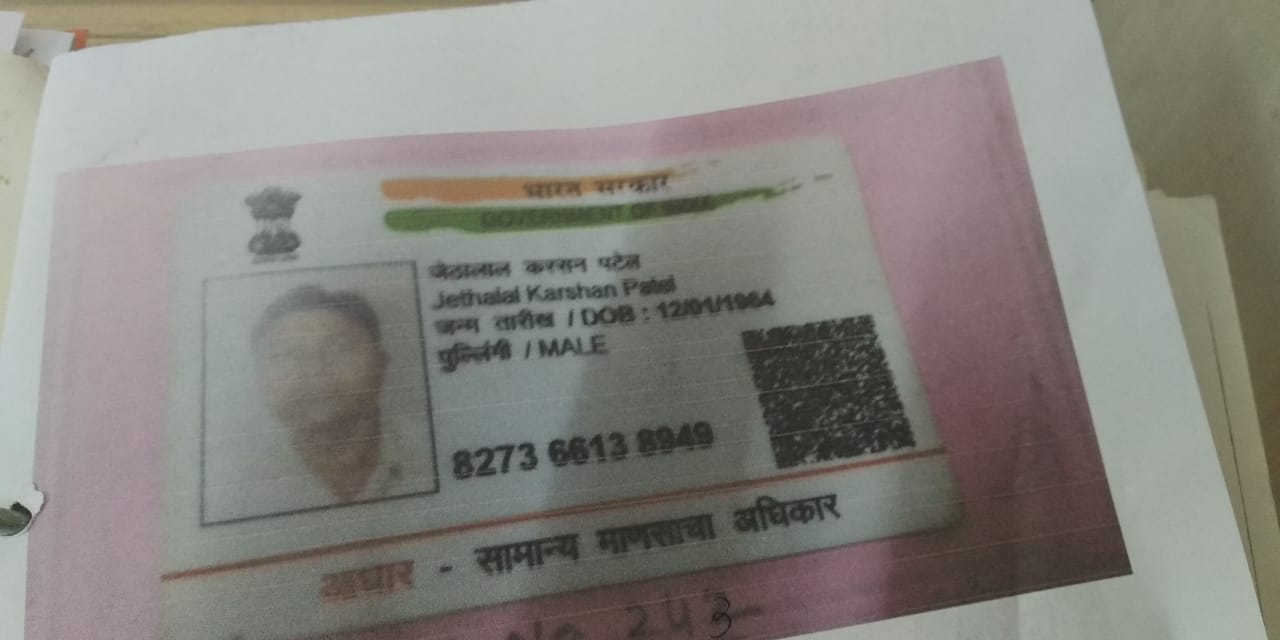 भारत सरकार
GOVERNMENT OF INDIA
जेठालाल करसन पटेल
Jethalal Karshan Patel
जन्म तारीख / DOB : 12/01/1964
पुल्लिंगी / MALE
8273 6613 8949
आधार - सामान्य माणसाचा अधिकार
No 243